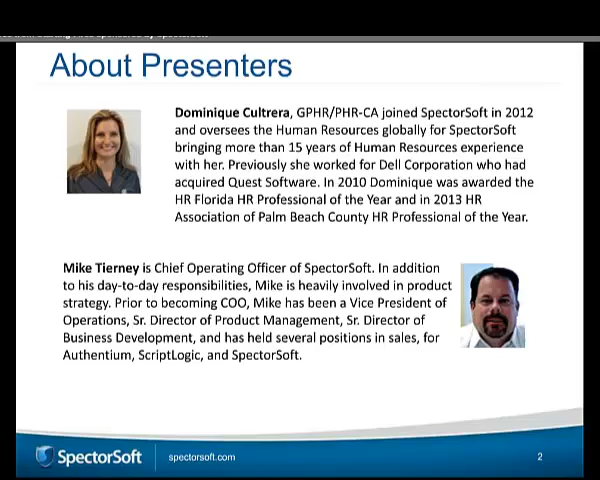 About Presenters
Dominique Cultrera, GPHR/PHR-CA joined SpectorSoft in 2012
and oversees the Human Resources globally for SpectorSoft
bringing more than 15 years of Human Resources experience
with her. Previously she worked for Dell Corporation who had
acquired Quest Software. In 2010 Dominique was awarded the
HR Florida HR Professional of the Year and in 2013 HR
Association of Palm Beach County HR Professional of the Year.
Mike Tierney is Chief Operating Officer of SpectorSoft. In addition
to his day-to-day responsibilities, Mike is heavily involved in product
strategy. Prior to becoming COO, Mike has been a Vice President of
Operations, Sr. Director of Product Management, Sr. Director of
Business Development, and has held several positions in sales, for
Authentium, ScriptLogic, and SpectorSoft.
SpectorSoft
spectorsoft.com
2